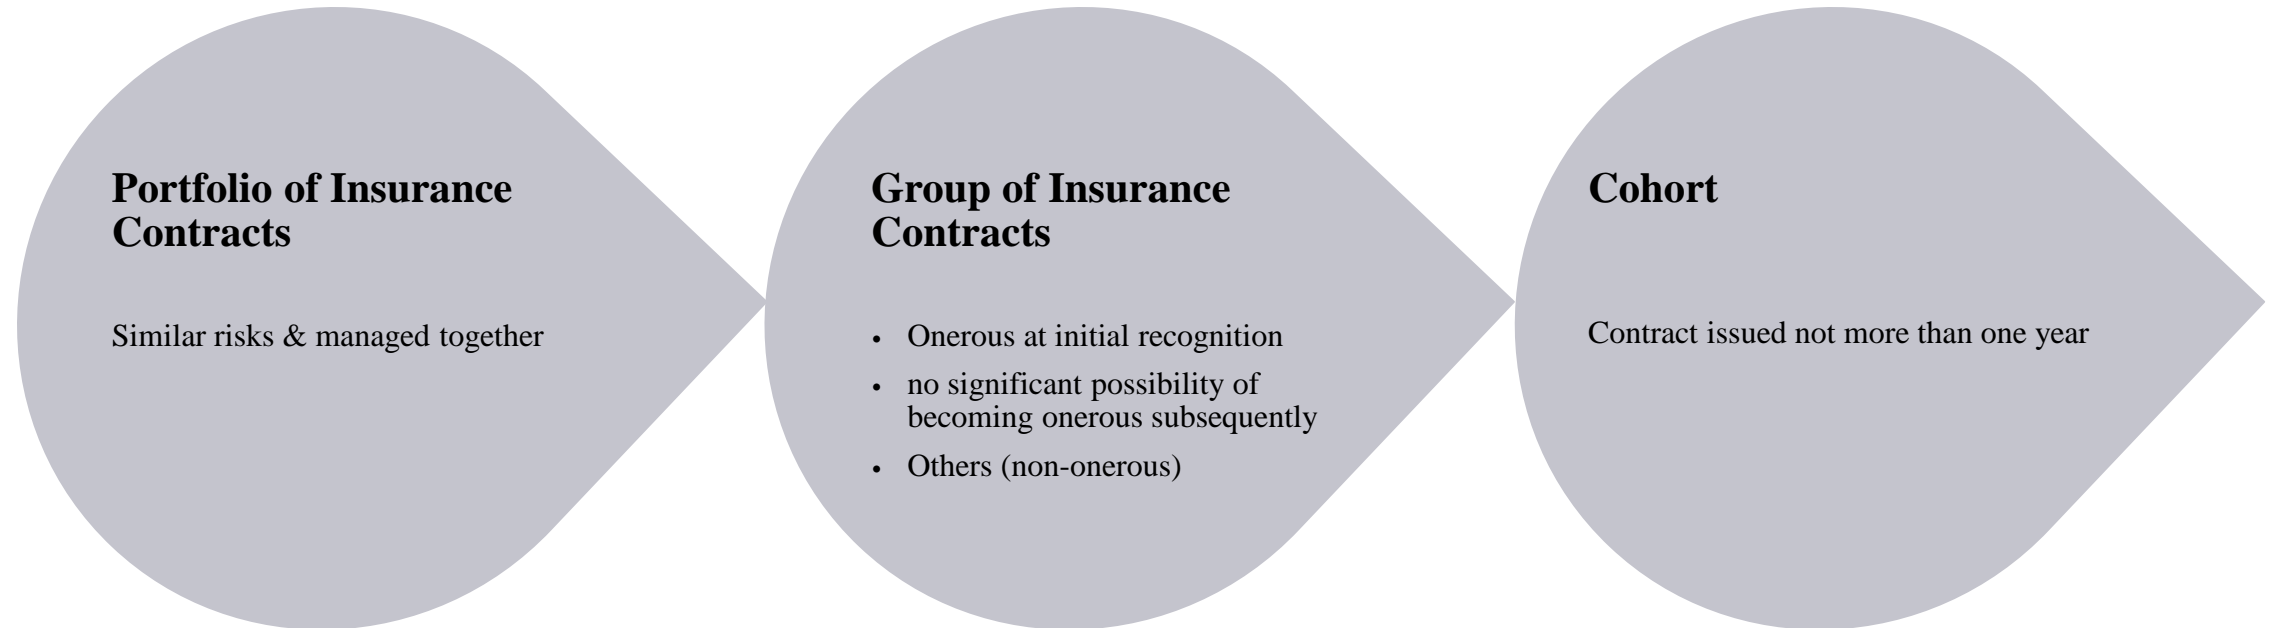 Portfolio of Insurance
Contracts
Similar risks & managed together
Group of Insurance
Contracts
• Onerous at initial recognition
• no significant possibility of
becoming onerous subsequently
• Others (non-onerous)
Cohort
Contract issued not more than one year